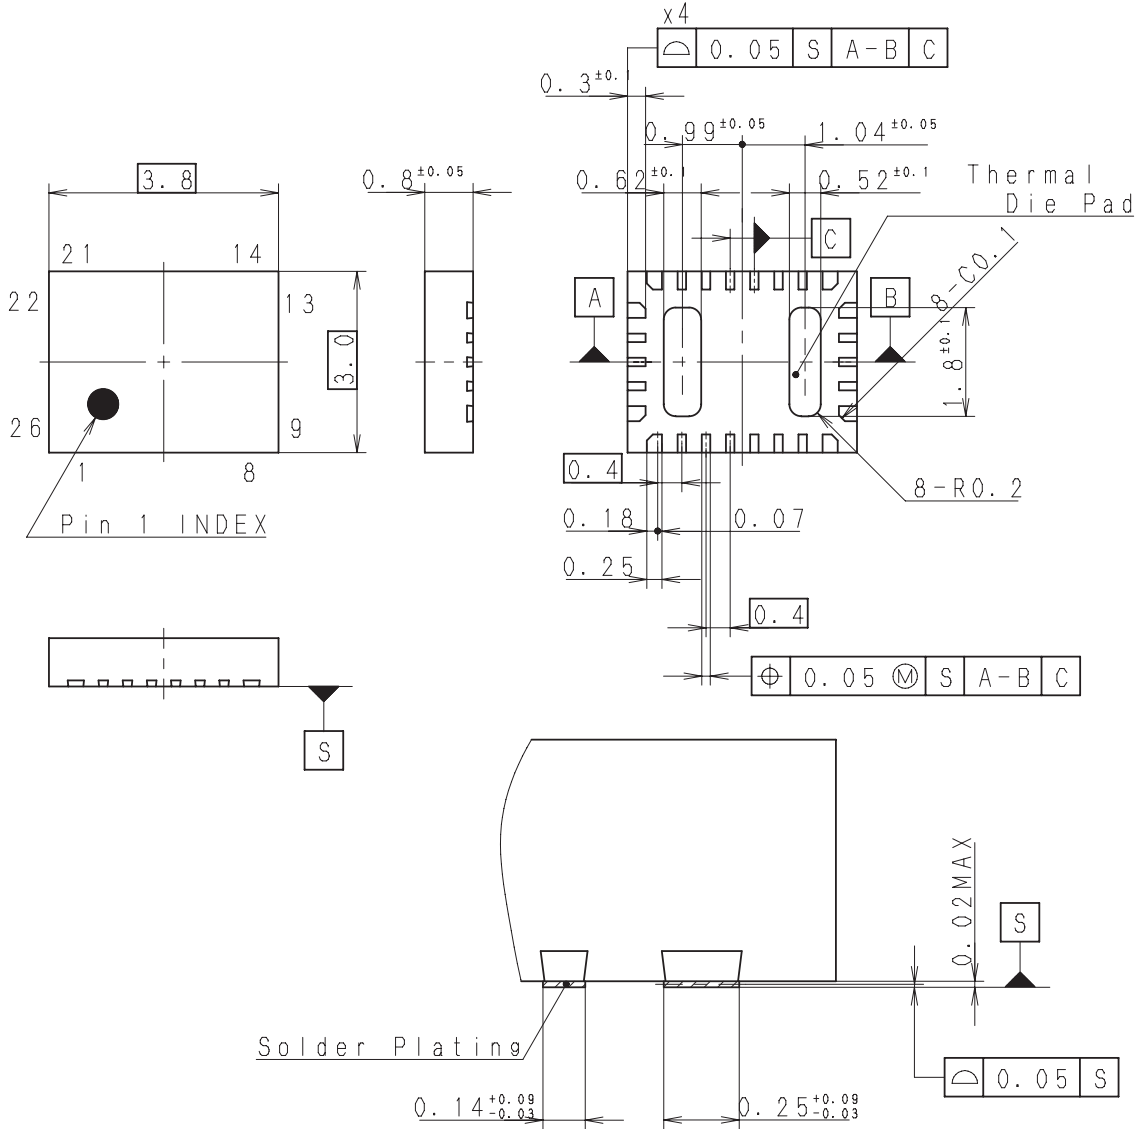 x4
0.05 S A-B C
0.3±0.1
0.99±0.05
1.04±0.05
3.8
0.8±0.05
0.62±0.1
0.52±0.1
Thermal
Die Pad
C
21
14
22
13
A
B
8-C0.1
3.0
1.8±0.1
26
9
1
8
0.4
8-R0.2
Pin 1 INDEX
0.18
0.07
0.25
0.4
0.05 Ⓜ S A-B C
S
0.02MAX
S
Solder Plating
0.05 S
0.14+0.09-0.03
0.25+0.09-0.03